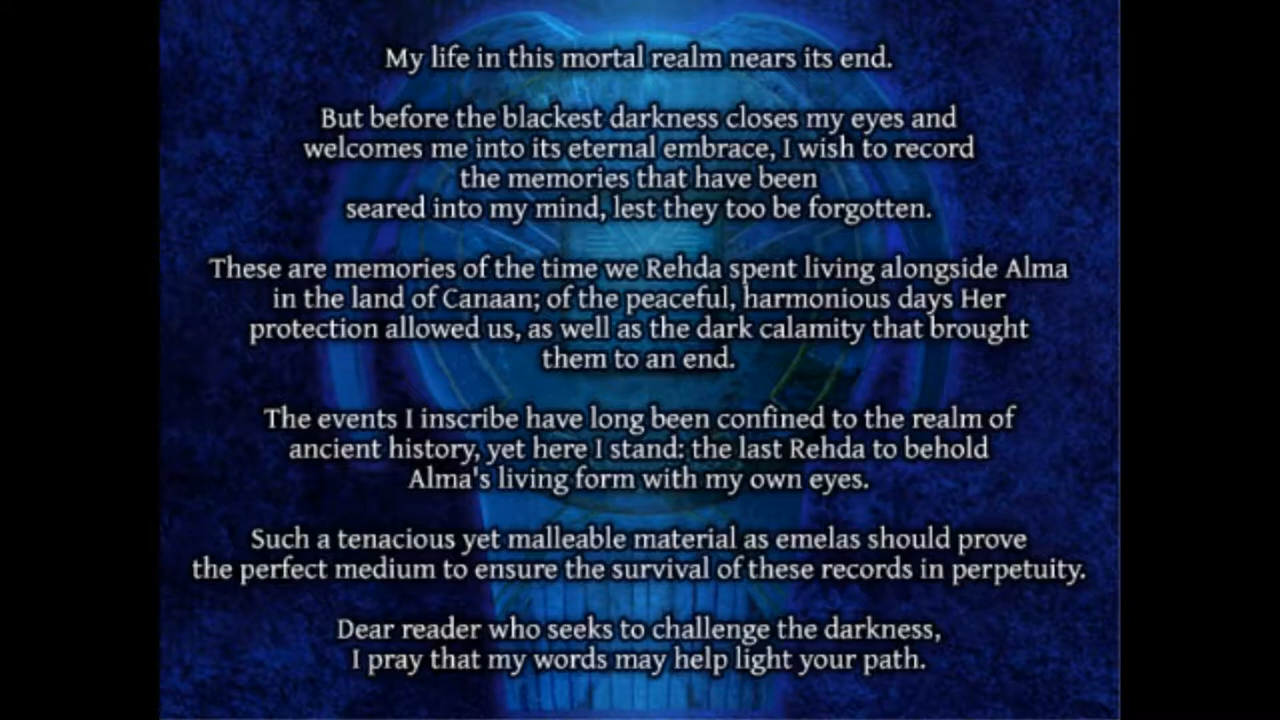 My life in this mortal realm nears its end.
But before the blackest darkness closes my eyes and
welcomes me into its eternal embrace, I wish to record
the memories that have been
seared into my mind, lest they too be forgotten.
These are memories of the time we Rehda spent living alongside Alma
in the land of Canaan; of the peaceful, harmonious days Her
protection allowed us, as well as the dark calamity that brought
them to an end.
The events I inscribe have long been confined to the realm of
ancient history, yet here I stand: the last Rehda to behold
Alma's living form with my own eyes.
Such a tenacious yet malleable material as emelas should prove
the perfect medium to ensure the survival of these records in perpetuity.
Dear reader who seeks to challenge the darkness,
I pray that my words may help light your path.